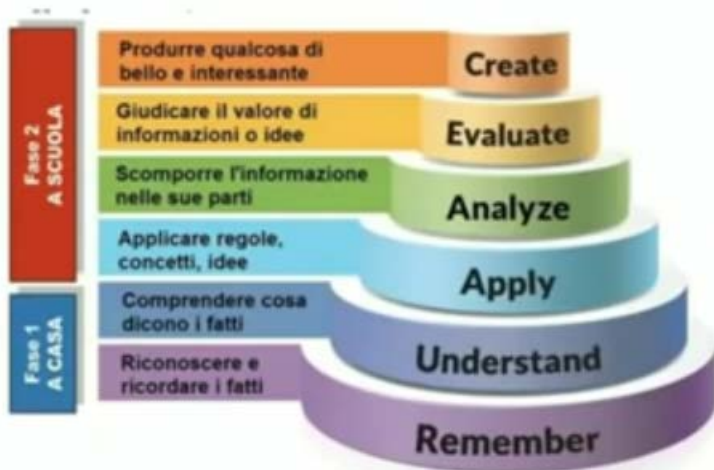 Fase 2
A SCUOLA
Produrre qualcosa di
bello e interessante
Create
Giudicare il valore di
informazioni o idee
Evaluate
Scomporre l'informazione
nelle sue parti
Analyze
Applicare regole,
concetti, idee
Apply
Fase 1
A CASA
Comprendere cosa
dicono i fatti
Understand
Riconoscere e
ricordare i fatti
Remember